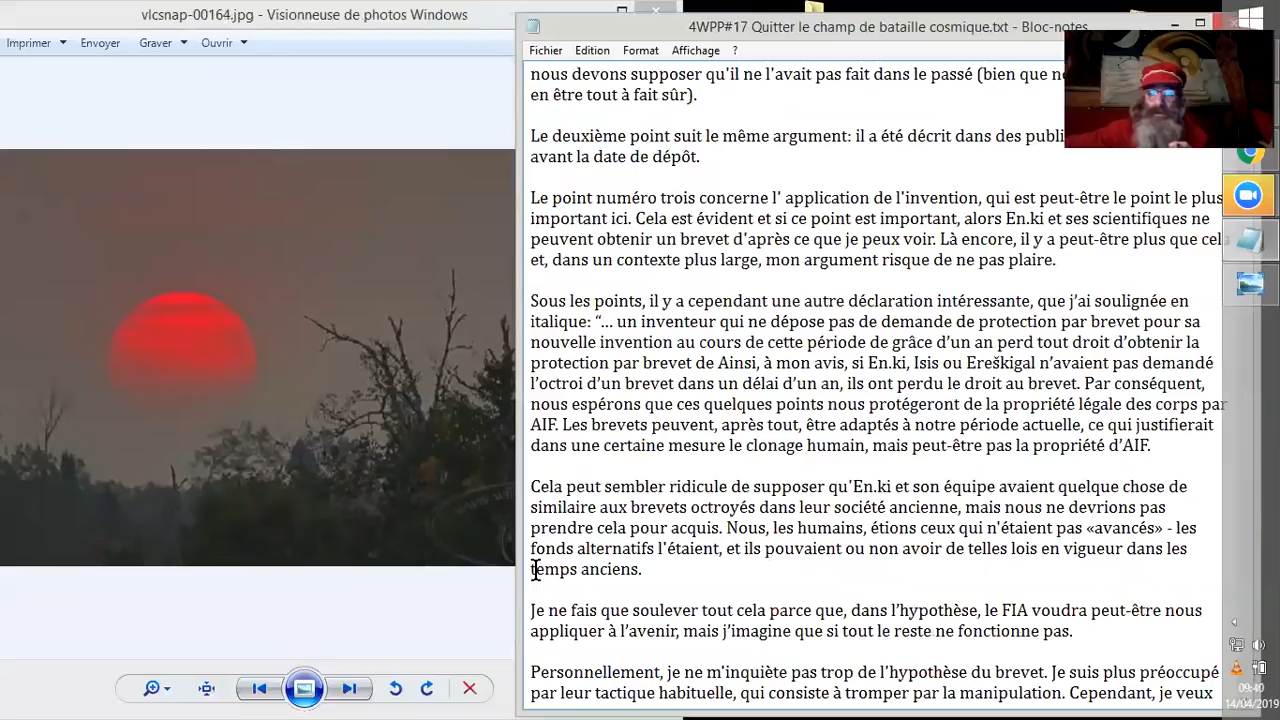 vlcsnap-00164.jpg - Visionneuse de photos Windows
Imprimer Envoyer Graver Ouvrir
4WPP#17 Quitter le champ de bataille cosmique.txt - Bloc-notes
Fichier Edition Format Affichage ?
nous devons supposer qu'il ne l'avait pas fait dans le passé (bien que
en être tout à fait sûr).
Le deuxième point suit le même argument: il a été décrit dans des
avant la date de dépôt.
Le point numéro trois concerne l' application de l'invention, qui est peut-être le point le plus
important ici. Cela est évident et si ce point est important, alors En.ki et ses scientifiques ne
peuvent obtenir un brevet d'après ce que je peux voir. Là encore, il y a peut-être plus que
et, dans un contexte plus large, mon argument risque de ne pas plaire.
Sous les points, il y a cependant une autre déclaration intéressante, que j’ai soulignée en
italique: “... un inventeur qui ne dépose pas de demande de protection par brevet pour sa
nouvelle invention au cours de cette période de grâce d’un an perd tout droit d’obtenir la
protection par brevet de Ainsi, à mon avis, si En.ki, Isis ou Ereškigal n’avaient pas demandé
l’octroi d’un brevet dans un délai d’un an, ils ont perdu le droit au brevet. Par conséquent,
nous espérons que ces quelques points nous protégeront de la propriété légale des corps par
AIF. Les brevets peuvent, après tout, être adaptés à notre période actuelle, ce qui justifierait
dans une certaine mesure le clonage humain, mais peut-être pas la propriété d’AIF.
Cela peut sembler ridicule de supposer qu'En.ki et son équipe avaient quelque chose de
similaire aux brevets octroyés dans leur société ancienne, mais nous ne devrions pas
prendre cela pour acquis. Nous, les humains, étions ceux qui n'étaient pas «avancés» - les
fonds alternatifs l'étaient, et ils pouvaient ou non avoir de telles lois en vigueur dans les
temps anciens.
Je ne fais que soulever tout cela parce que, dans l’hypothèse, le FIA voudra peut-être nous
appliquer à l’avenir, mais j’imagine que si tout le reste ne fonctionne pas.
Personnellement, je ne m'inquiète pas trop de l’hypothèse du brevet. Je suis plus préoccupé
par leur tactique habituelle, qui consiste à tromper par la manipulation. Cependant, je veux
09:40
14/04/2019